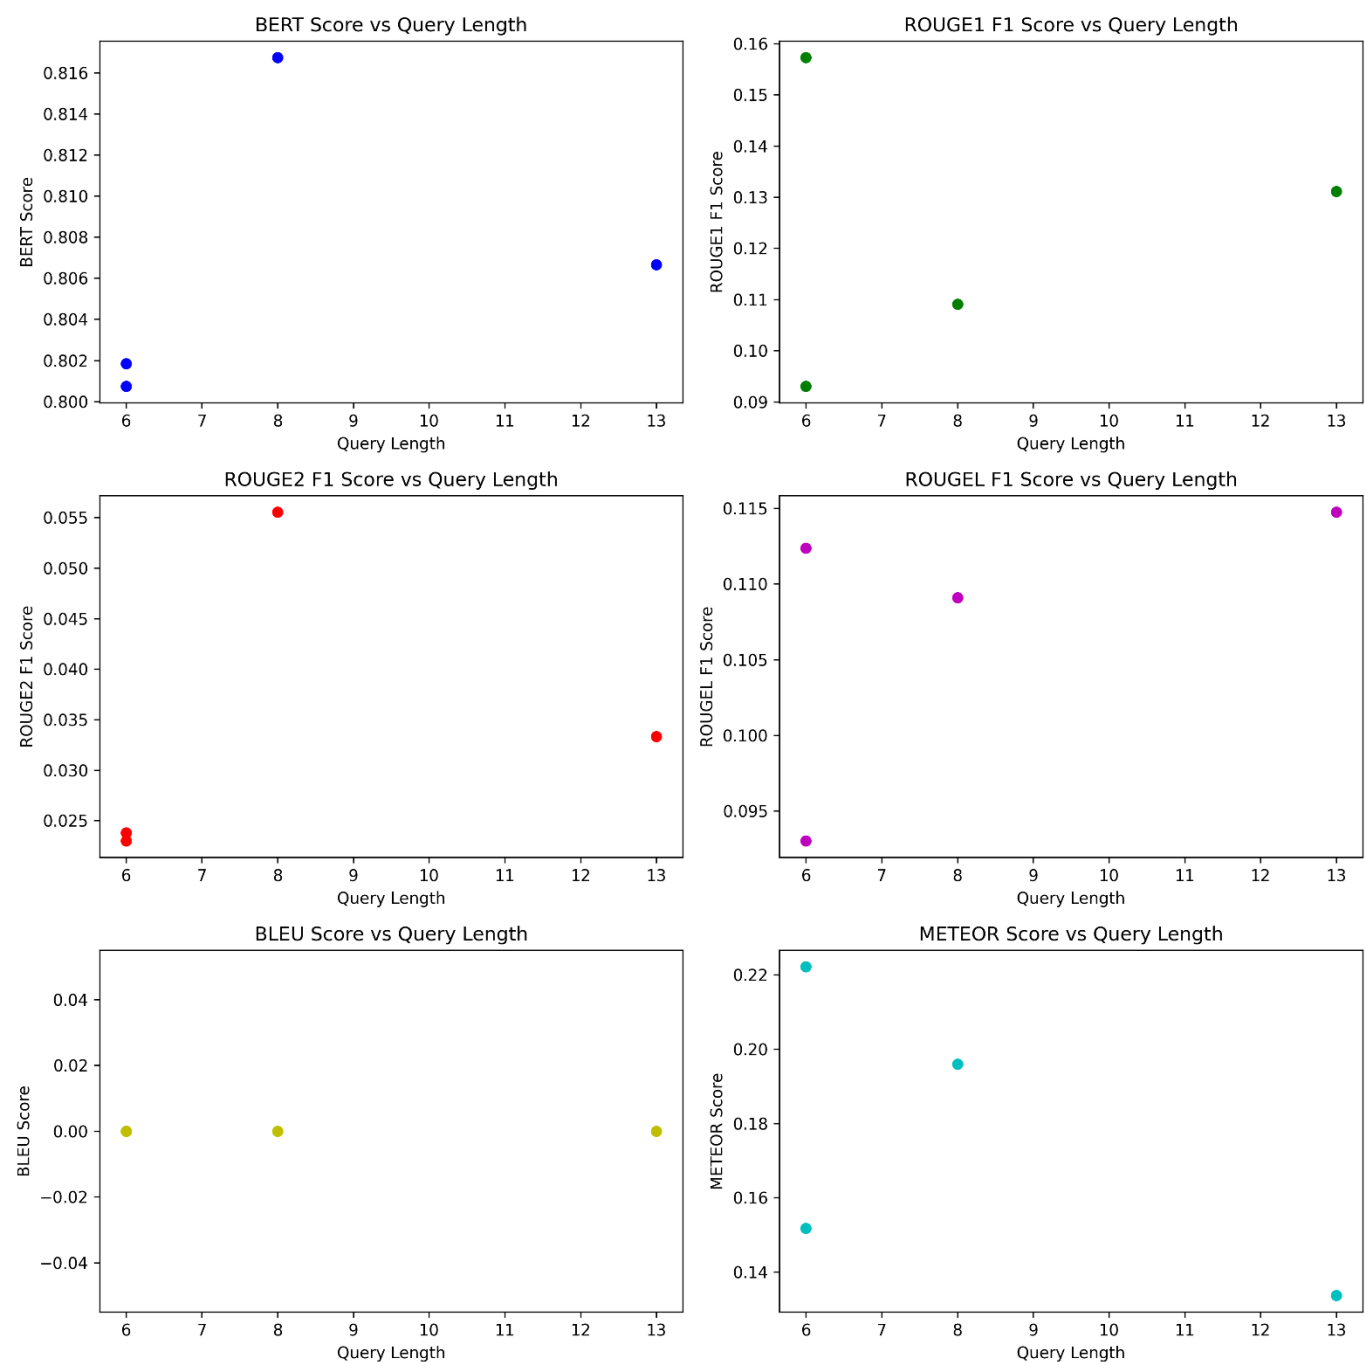 BERT Score vs Query Length
BERT Score
0.816
0.814
0.812
0.810
0.808
0.806
0.804
0.802
0.800
6 7 8 9 10 11 12 13
Query Length
ROUGE1 F1 Score vs Query Length
ROUGE1 F1 Score
0.16
0.15
0.14
0.13
0.12
0.11
0.10
0.09
6 7 8 9 10 11 12 13
Query Length
ROUGE2 F1 Score vs Query Length
ROUGE2 F1 Score
0.055
0.050
0.045
0.040
0.035
0.030
0.025
6 7 8 9 10 11 12 13
Query Length
ROUGEL F1 Score vs Query Length
ROUGEL F1 Score
0.115
0.110
0.105
0.100
0.095
6 7 8 9 10 11 12 13
Query Length
BLEU Score vs Query Length
BLEU Score
0.04
0.02
0.00
−0.02
−0.04
6 7 8 9 10 11 12 13
Query Length
METEOR Score vs Query Length
METEOR Score
0.22
0.20
0.18
0.16
0.14
6 7 8 9 10 11 12 13
Query Length